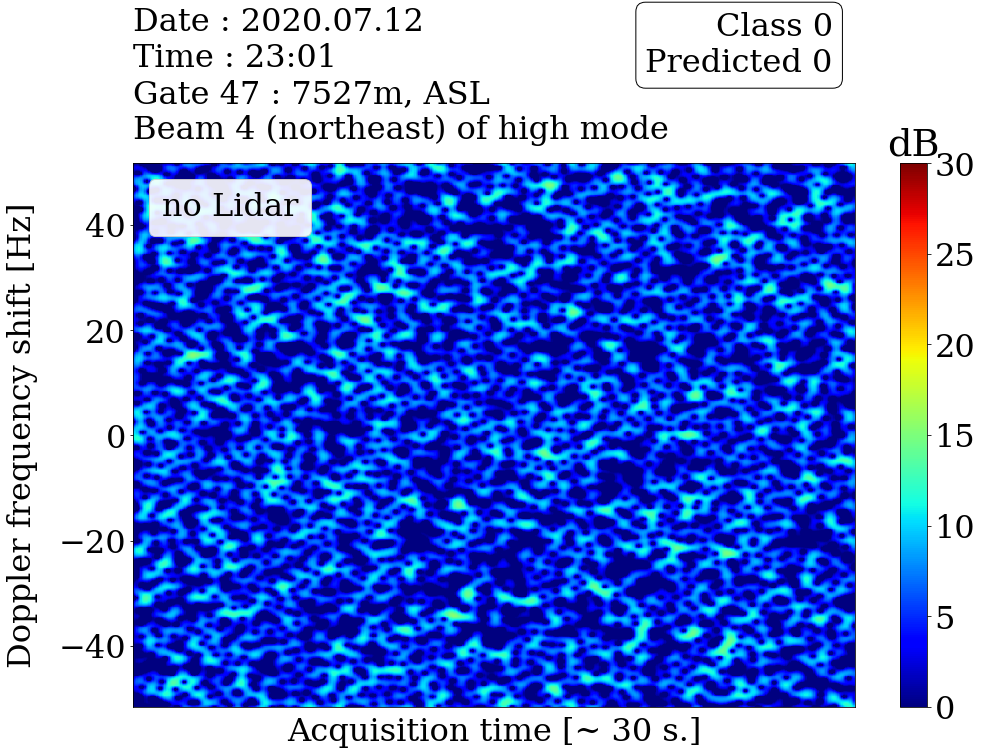 Date : 2020.07.12
Time : 23:01
Gate 47 : 7527m, ASL
Beam 4 (northeast) of high mode
Class 0
Predicted 0
dB
no Lidar
Doppler frequency shift [Hz]
40
20
0
−20
−40
Acquisition time [~ 30 s.]
30
25
20
15
10
5
0